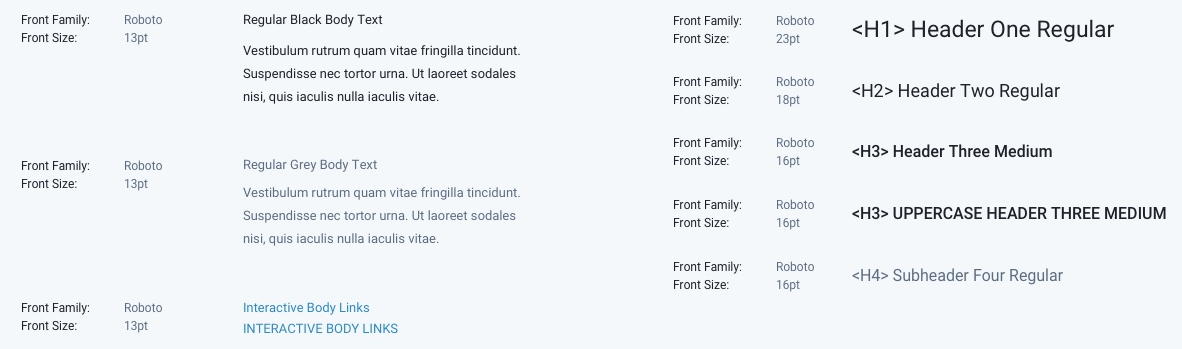 Front Family: Roboto
Front Size: 13pt
Regular Black Body Text
Vestibulum rutrum quam vitae fringilla tincidunt.
Suspendisse nec tortor urna. Ut laoreet sodales
nisi, quis iaculis nulla iaculis vitae.
Front Family: Roboto
Front Size: 13pt
Regular Grey Body Text
Vestibulum rutrum quam vitae fringilla tincidunt.
Suspendisse nec tortor urna. Ut laoreet sodales
nisi, quis iaculis nulla iaculis vitae.
Front Family: Roboto
Front Size: 13pt
Interactive Body Links
INTERACTIVE BODY LINKS
Front Family: Roboto
Front Size: 23pt
<H1> Header One Regular
Front Family: Roboto
Front Size: 18pt
<H2> Header Two Regular
Front Family: Roboto
Front Size: 16pt
<H3> Header Three Medium
Front Family: Roboto
Front Size: 16pt
<H3> UPPERCASE HEADER THREE MEDIUM
Front Family: Roboto
Front Size: 16pt
<H4> Subheader Four Regular